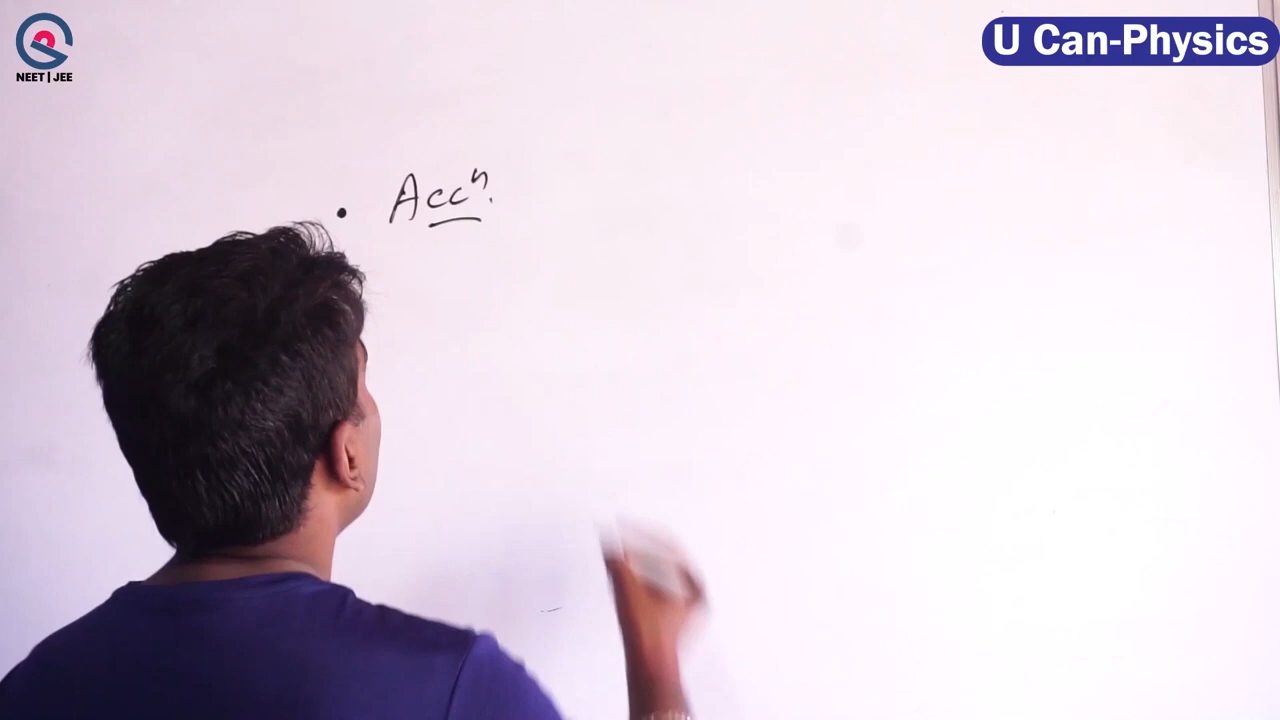 U Can-Physics
NEET | JEE
• Accⁿ.